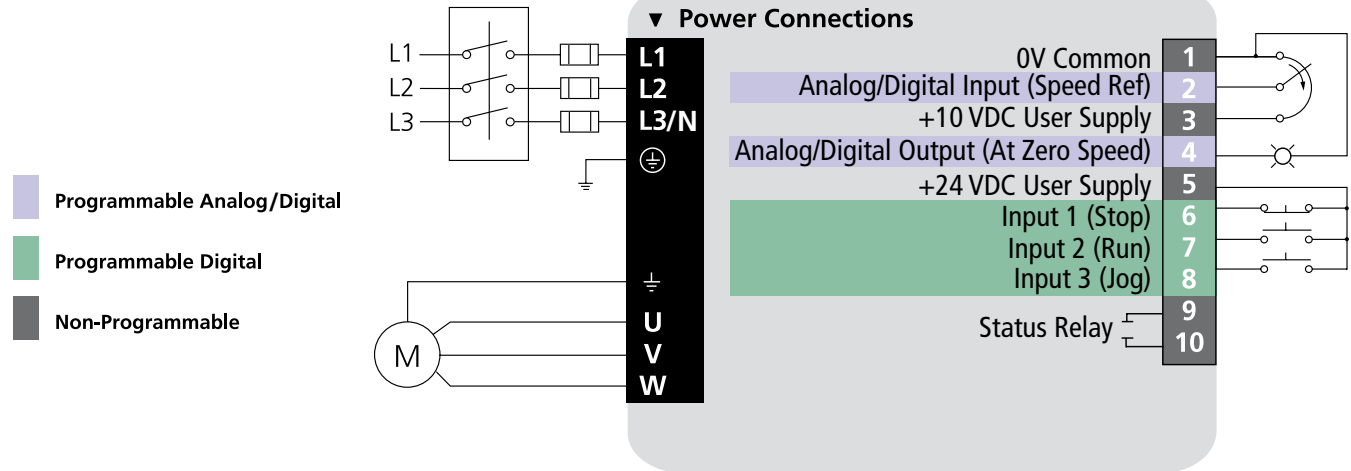 ▼ Power Connections
L1
L2
L3
L1
L2
L3/N
U
V
W
M
0V Common 1
Analog/Digital Input (Speed Ref) 2
+10 VDC User Supply 3
Analog/Digital Output (At Zero Speed) 4
+24 VDC User Supply 5
Input 1 (Stop) 6
Input 2 (Run) 7
Input 3 (Jog) 8
Status Relay 9
10
Programmable Analog/Digital
Programmable Digital
Non-Programmable